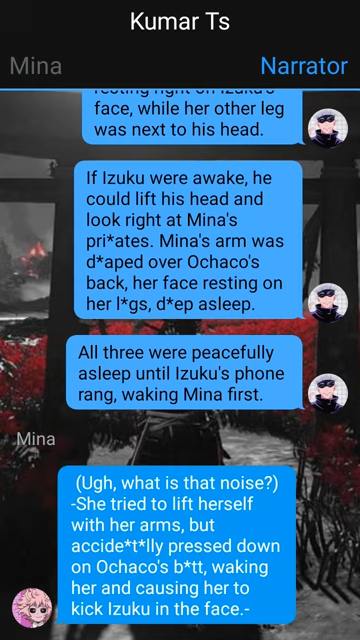 Kumar Ts
Mina
Narrator
resting right on Izuku's
face, while her other leg
was next to his head.
If Izuku were awake, he
could lift his head and
look right at Mina's
pri*ates. Mina's arm was
d*aped over Ochaco's
back, her face resting on
her l*gs, d*ep asleep.
All three were peacefully
asleep until Izuku's phone
rang, waking Mina first.
Mina
(Ugh, what is that noise?)
-She tried to lift herself
with her arms, but
accide*t*lly pressed down
on Ochaco's b*tt, waking
her and causing her to
kick Izuku in the face.-